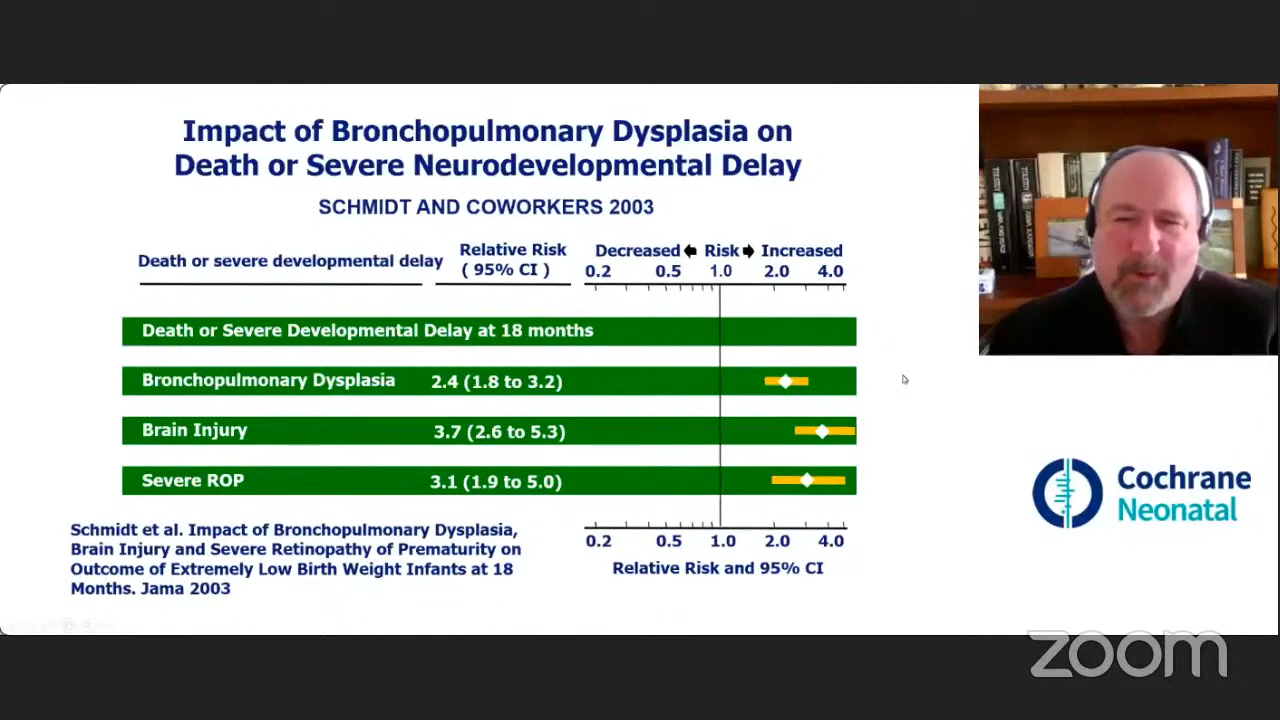 Impact of Bronchopulmonary Dysplasia on
Death or Severe Neurodevelopmental Delay
SCHMIDT AND COWORKERS 2003
Death or severe developmental delay
Relative Risk
( 95% CI )
Decreased Risk Increased
0.2 0.5 1.0 2.0 4.0
Death or Severe Developmental Delay at 18 months
Bronchopulmonary Dysplasia 2.4 (1.8 to 3.2)
Brain Injury 3.7 (2.6 to 5.3)
Severe ROP 3.1 (1.9 to 5.0)
0.2 0.5 1.0 2.0 4.0
Relative Risk and 95% CI
Schmidt et al. Impact of Bronchopulmonary Dysplasia,
Brain Injury and Severe Retinopathy of Prematurity on
Outcome of Extremely Low Birth Weight Infants at 18
Months. Jama 2003
Cochrane
Neonatal
zoom